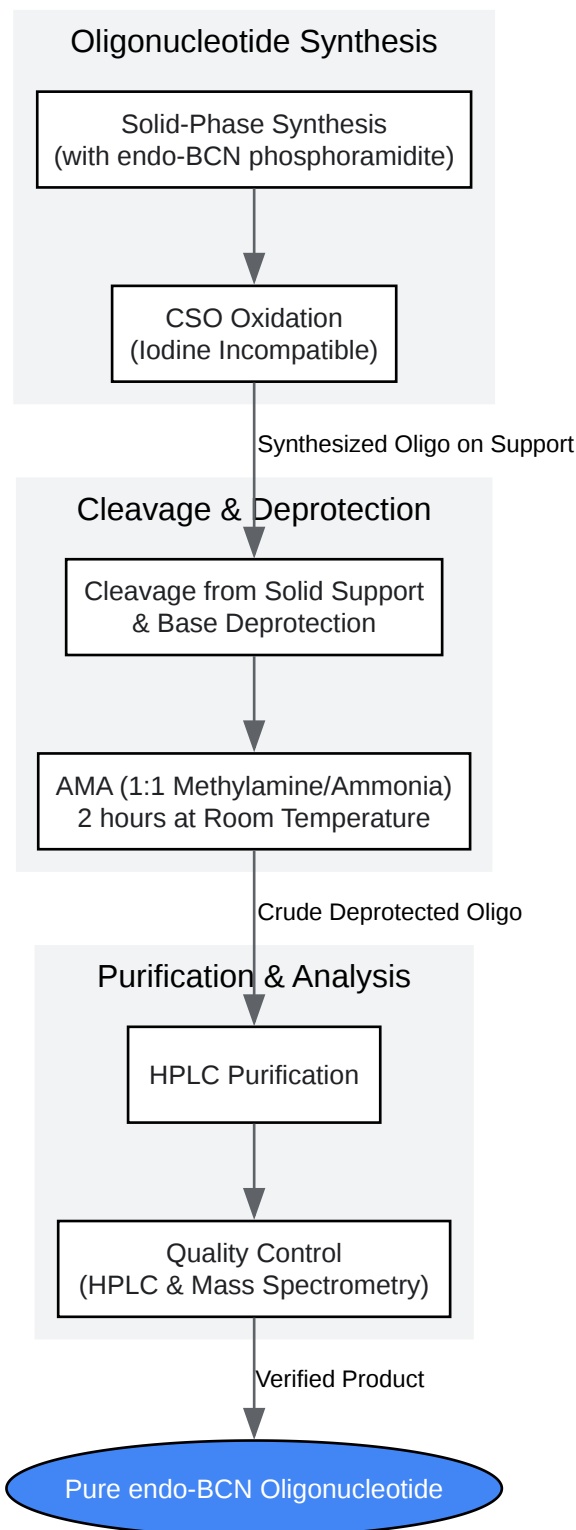 Oligonucleotide Synthesis
Solid-Phase Synthesis
(with endo-BCN phosphoramidite)
CSO Oxidation
(Iodine Incompatible)
Synthesized Oligo on Support
Cleavage & Deprotection
Cleavage from Solid Support
& Base Deprotection
AMA (1:1 Methylamine/Ammonia)
2 hours at Room Temperature
Crude Deprotected Oligo
Purification & Analysis
HPLC Purification
Quality Control
(HPLC & Mass Spectrometry)
Verified Product
Pure endo-BCN Oligonucleotide